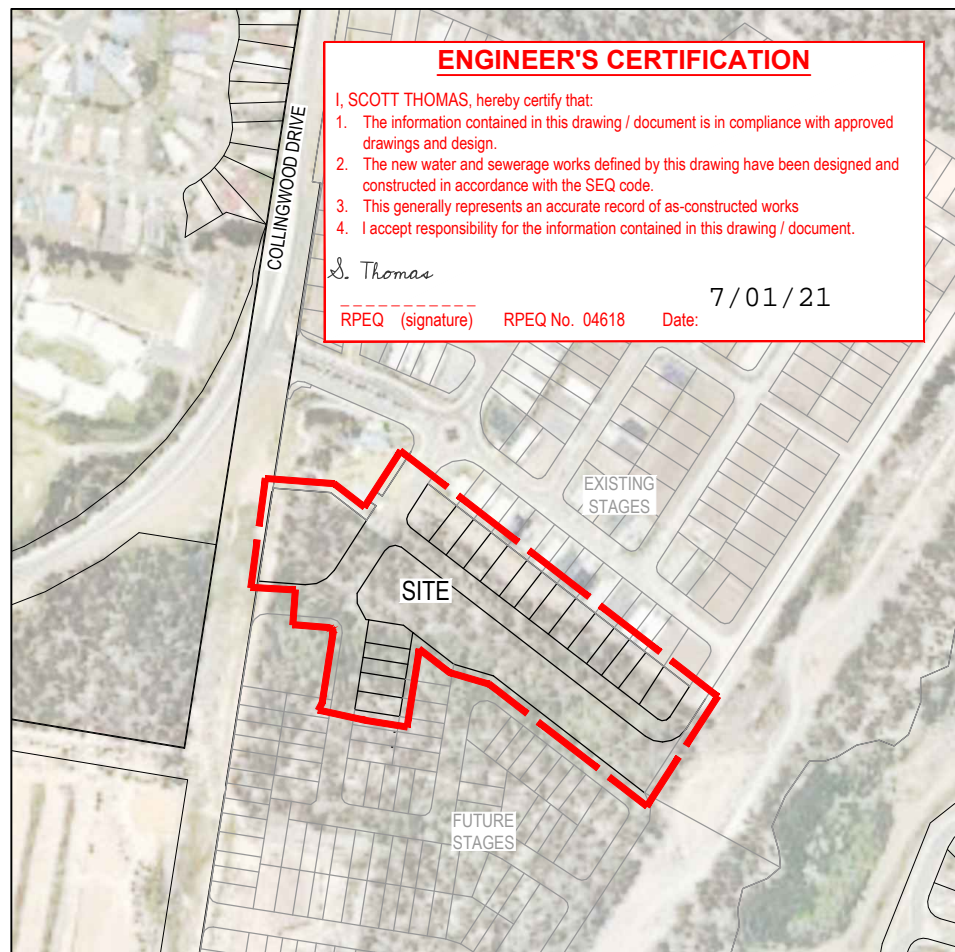 ENGINEER'S CERTIFICATION
I, SCOTT THOMAS, hereby certify that:
1. The information contained in this drawing / document is in compliance with approved
drawings and design.
2. The new water and sewerage works defined by this drawing have been designed and
constructed in accordance with the SEQ code.
3. This generally represents an accurate record of as-constructed works
4. I accept responsibility for the information contained in this drawing / document.
S. Thomas
7/01/21
RPEQ (signature) RPEQ No. 04618 Date:
COLLINGWOOD DRIVE
EXISTING
STAGES
SITE
FUTURE
STAGES